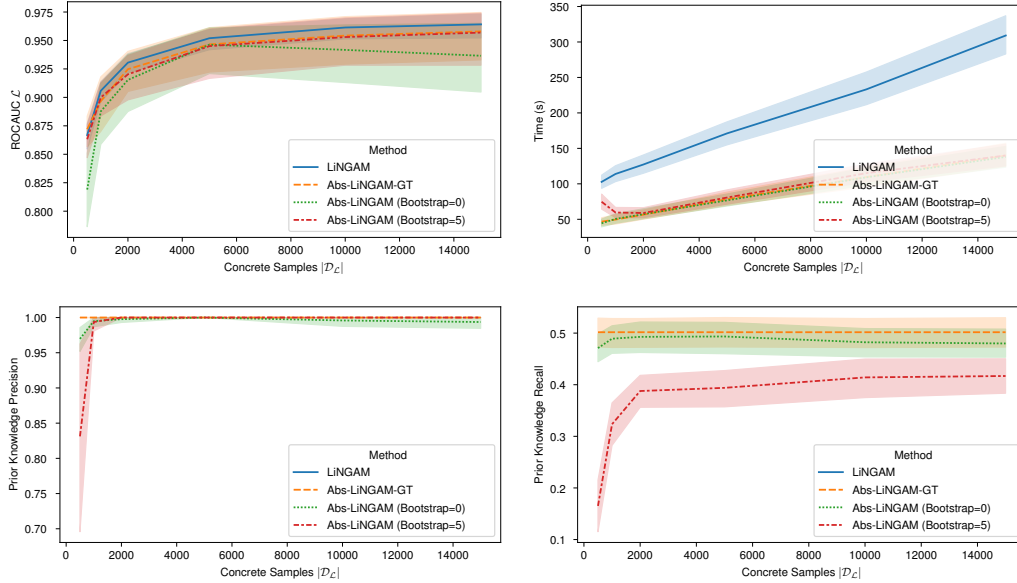 ROCAUC ℒ
0.975
0.950
0.925
0.900
0.875
0.850
0.825
0.800
0 2000 4000 6000 8000 10000 12000 14000
Concrete Samples |𝒟_ℒ|
Method
LiNGAM
Abs-LiNGAM-GT
Abs-LiNGAM (Bootstrap=0)
Abs-LiNGAM (Bootstrap=5)
Time (s)
350
300
250
200
150
100
50
0 2000 4000 6000 8000 10000 12000 14000
Concrete Samples |𝒟_ℒ|
Method
LiNGAM
Abs-LiNGAM-GT
Abs-LiNGAM (Bootstrap=0)
Abs-LiNGAM (Bootstrap=5)
Prior Knowledge Precision
1.00
0.95
0.90
0.85
0.80
0.75
0.70
0 2000 4000 6000 8000 10000 12000 14000
Concrete Samples |𝒟_ℒ|
Method
LiNGAM
Abs-LiNGAM-GT
Abs-LiNGAM (Bootstrap=0)
Abs-LiNGAM (Bootstrap=5)
Prior Knowledge Recall
0.5
0.4
0.3
0.2
0.1
0 2000 4000 6000 8000 10000 12000 14000
Concrete Samples |𝒟_ℒ|
Method
LiNGAM
Abs-LiNGAM-GT
Abs-LiNGAM (Bootstrap=0)
Abs-LiNGAM (Bootstrap=5)